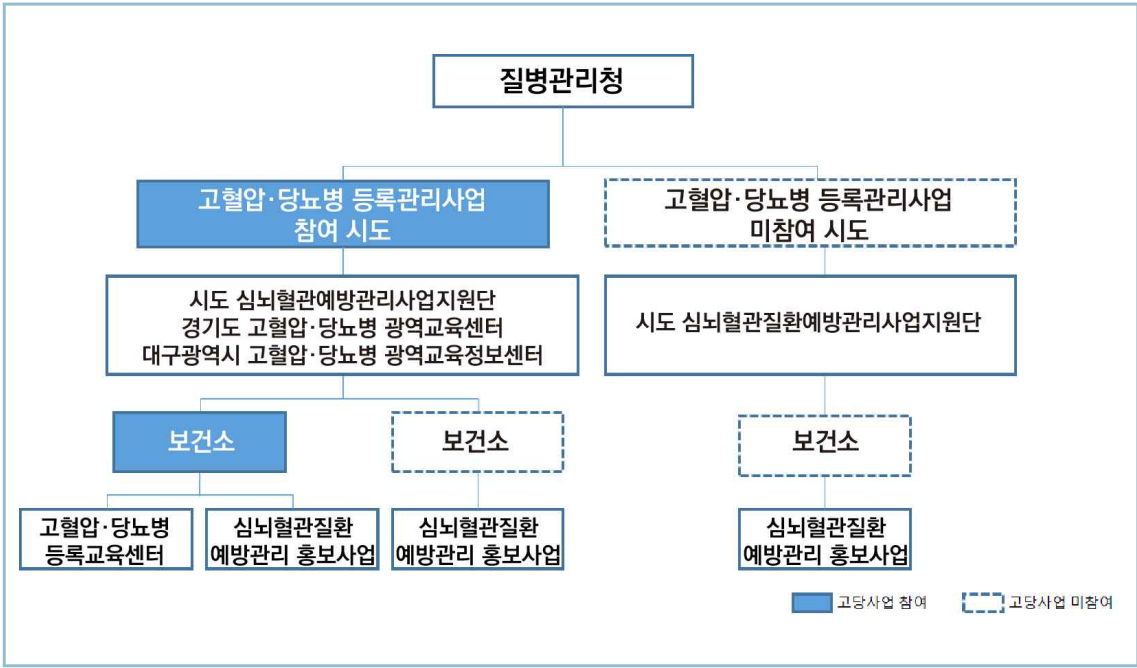 질병관리청
고혈압·당뇨병 등록관리사업
참여 시도
고혈압·당뇨병 등록관리사업
미참여 시도
시도 심뇌혈관예방관리사업지원단
경기도 고혈압·당뇨병 광역교육센터
대구광역시 고혈압·당뇨병 광역교육정보센터
시도 심뇌혈관질환예방관리사업지원단
보건소
보건소
보건소
고혈압·당뇨병
등록교육센터
심뇌혈관질환
예방관리 홍보사업
심뇌혈관질환
예방관리 홍보사업
심뇌혈관질환
예방관리 홍보사업
고당사업 참여
고당사업 미참여